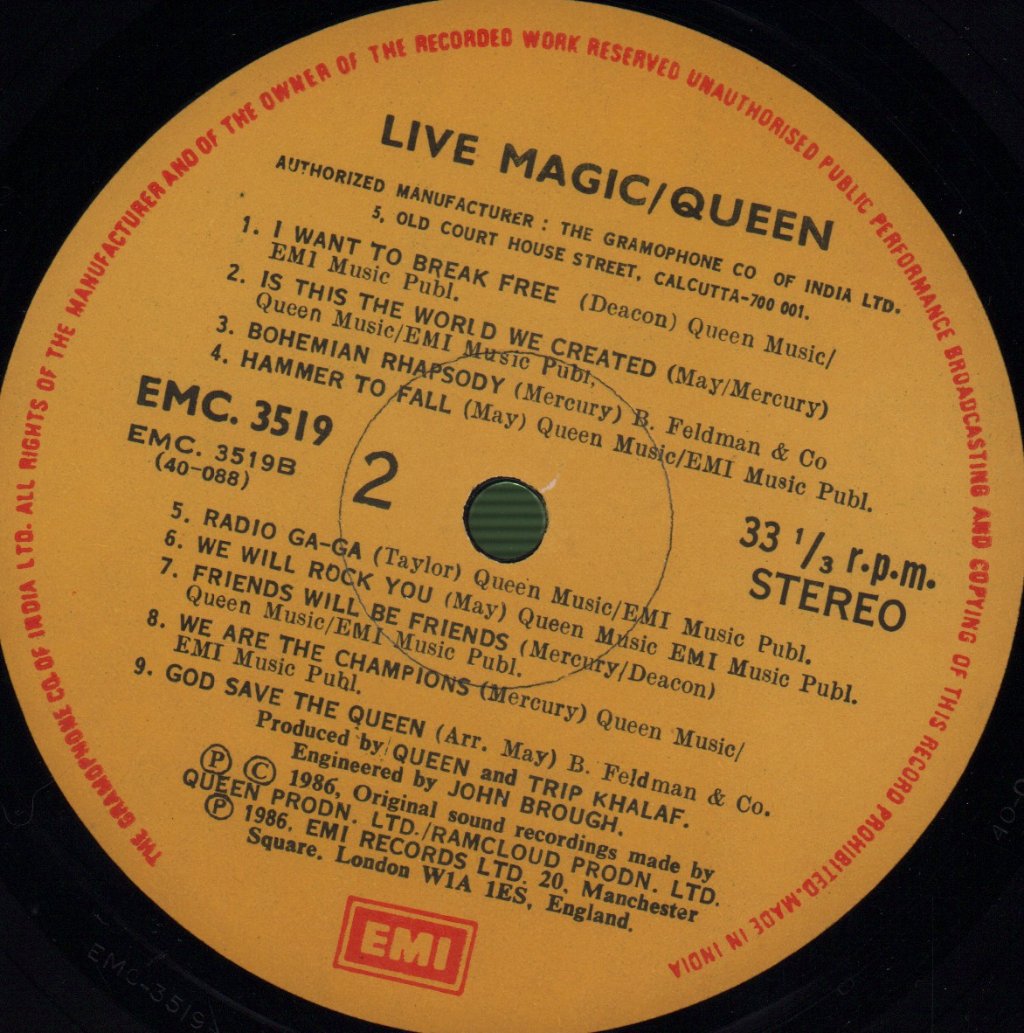 THE GRAMOPHONE CO. OF INDIA LTD. ALL RIGHTS OF THE MANUFACTURER AND OF THE OWNER OF THE RECORDED WORK RESERVED UNAUTHORISED PUBLIC PERFORMANCE BROADCASTING AND COPYING OF THIS RECORD PROHIBITED. MADE IN INDIA
LIVE MAGIC/QUEEN
AUTHORIZED MANUFACTURER : THE GRAMOPHONE CO OF INDIA LTD.
5, OLD COURT HOUSE STREET, CALCUTTA-700 001.
1. I WANT TO BREAK FREE (Deacon) Queen Music/
EMI Music Publ.
2. IS THIS THE WORLD WE CREATED (May/Mercury)
Queen Music/EMI Music Publ,
3. BOHEMIAN RHAPSODY (Mercury) B. Feldman & Co
4. HAMMER TO FALL (May) Queen Music/EMI Music Publ.
EMC. 3519
EMC. 3519B
(40-088)
2
33 1/3 r.p.m.
STEREO
5. RADIO GA-GA (Taylor) Queen Music/EMI Music Publ.
6. WE WILL ROCK YOU (May) Queen Music EMI Music Publ.
7. FRIENDS WILL BE FRIENDS (Mercury/Deacon)
Queen Music/EMI Music Publ.
8. WE ARE THE CHAMPIONS (Mercury) Queen Music/
EMI Music Publ.
9. GOD SAVE THE QUEEN (Arr. May) B. Feldman & Co.
Produced by QUEEN and TRIP KHALAF.
Engineered by JOHN BROUGH.
Ⓟ © 1986, Original sound recordings made by
QUEEN PRODN. LTD./RAMCLOUD PRODN. LTD.
Ⓟ 1986, EMI RECORDS LTD. 20, Manchester
Square. London W1A 1ES, England.
EMI
EMC-3519